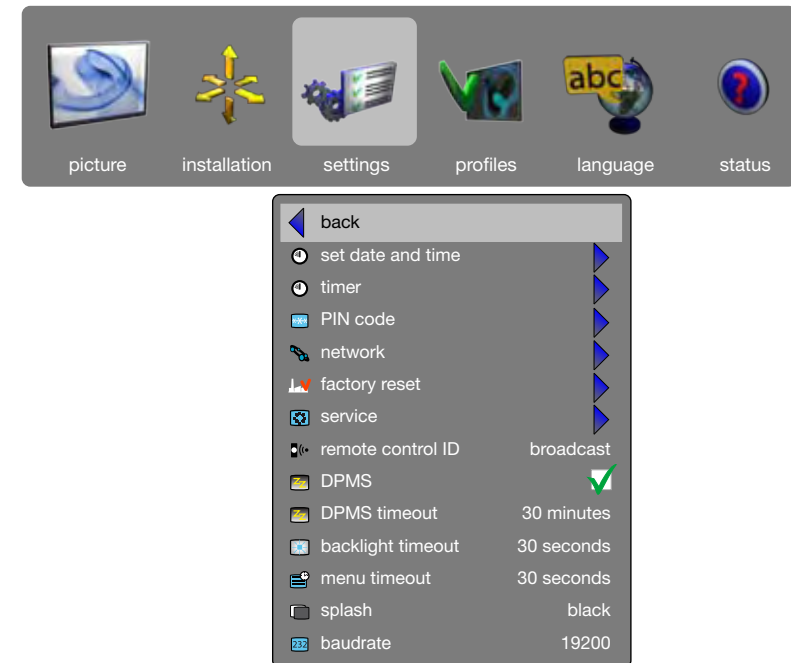 abc
picture installation settings profiles language status
back
set date and time
timer
PIN code
network
factory reset
service
remote control ID broadcast
DPMS
DPMS timeout 30 minutes
backlight timeout 30 seconds
menu timeout 30 seconds
splash black
232 baudrate 19200